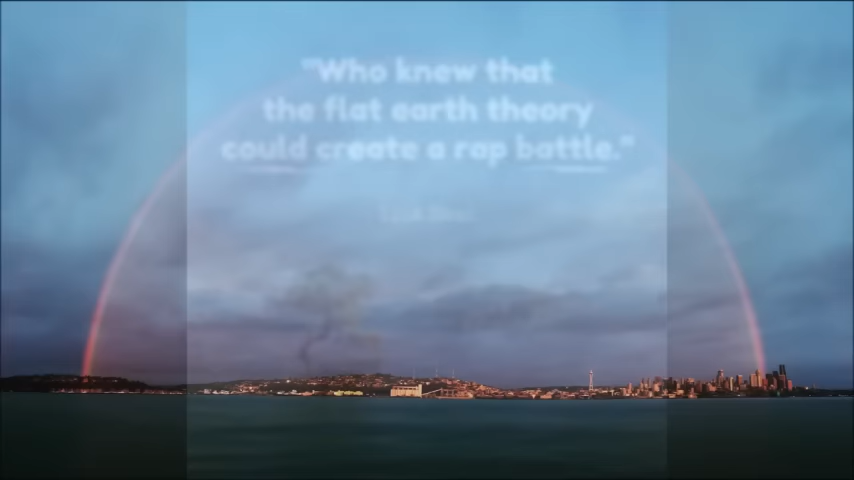 "Who knew that
the flat earth theory
could create a rap battle."